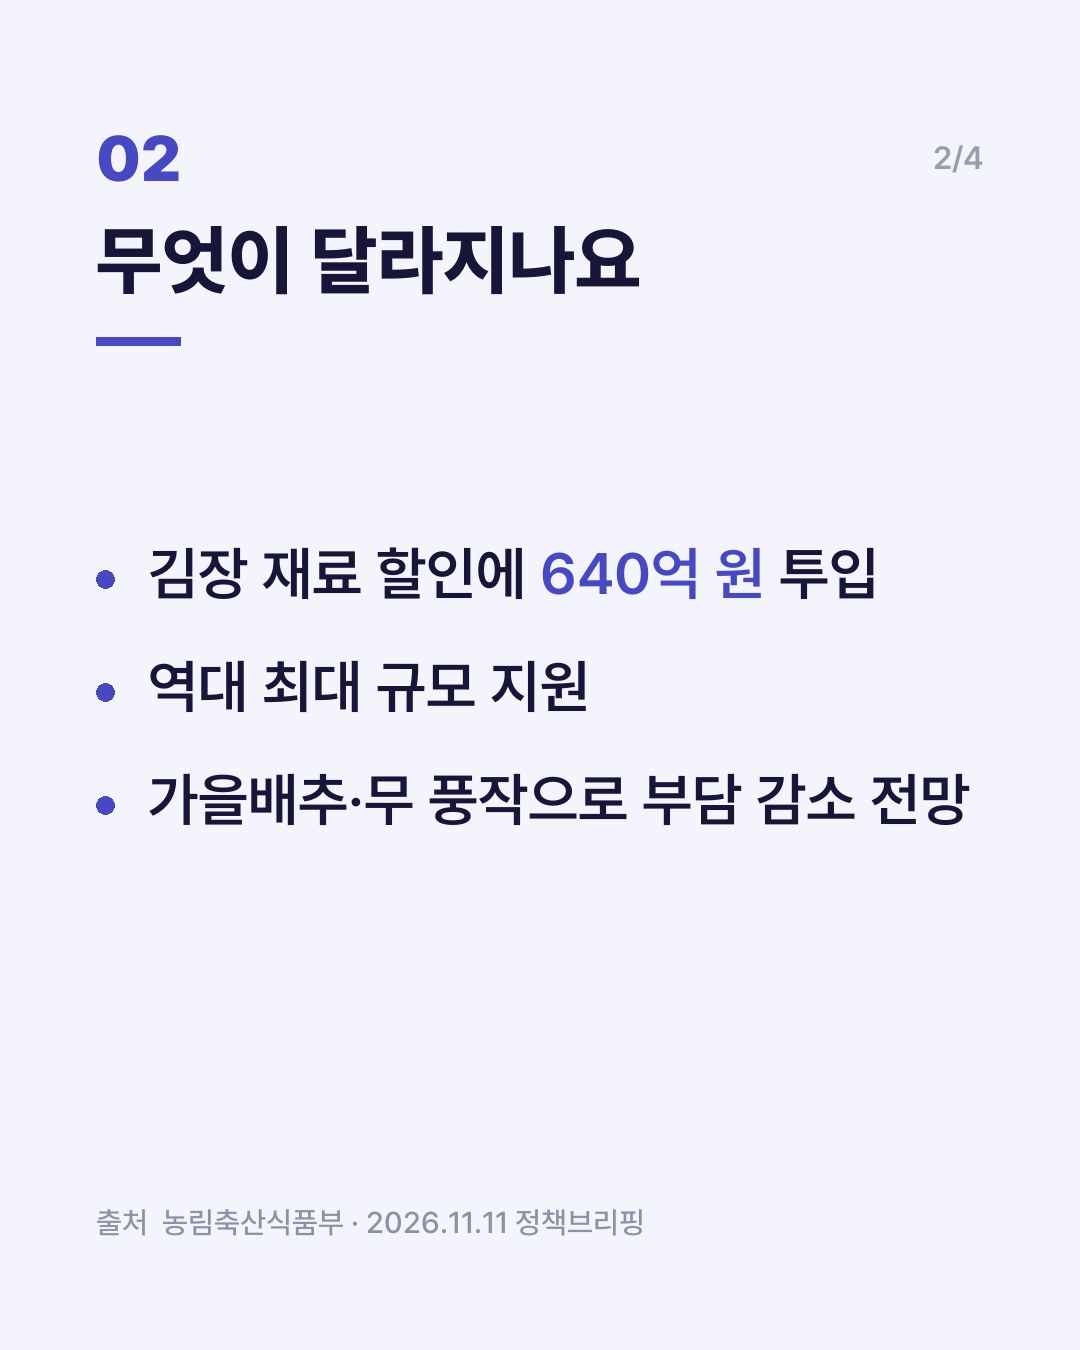 02
2/4
무엇이 달라지나요
• 김장 재료 할인에 640억 원 투입
• 역대 최대 규모 지원
• 가을배추·무 풍작으로 부담 감소 전망
출처 농림축산식품부 · 2026.11.11 정책브리핑